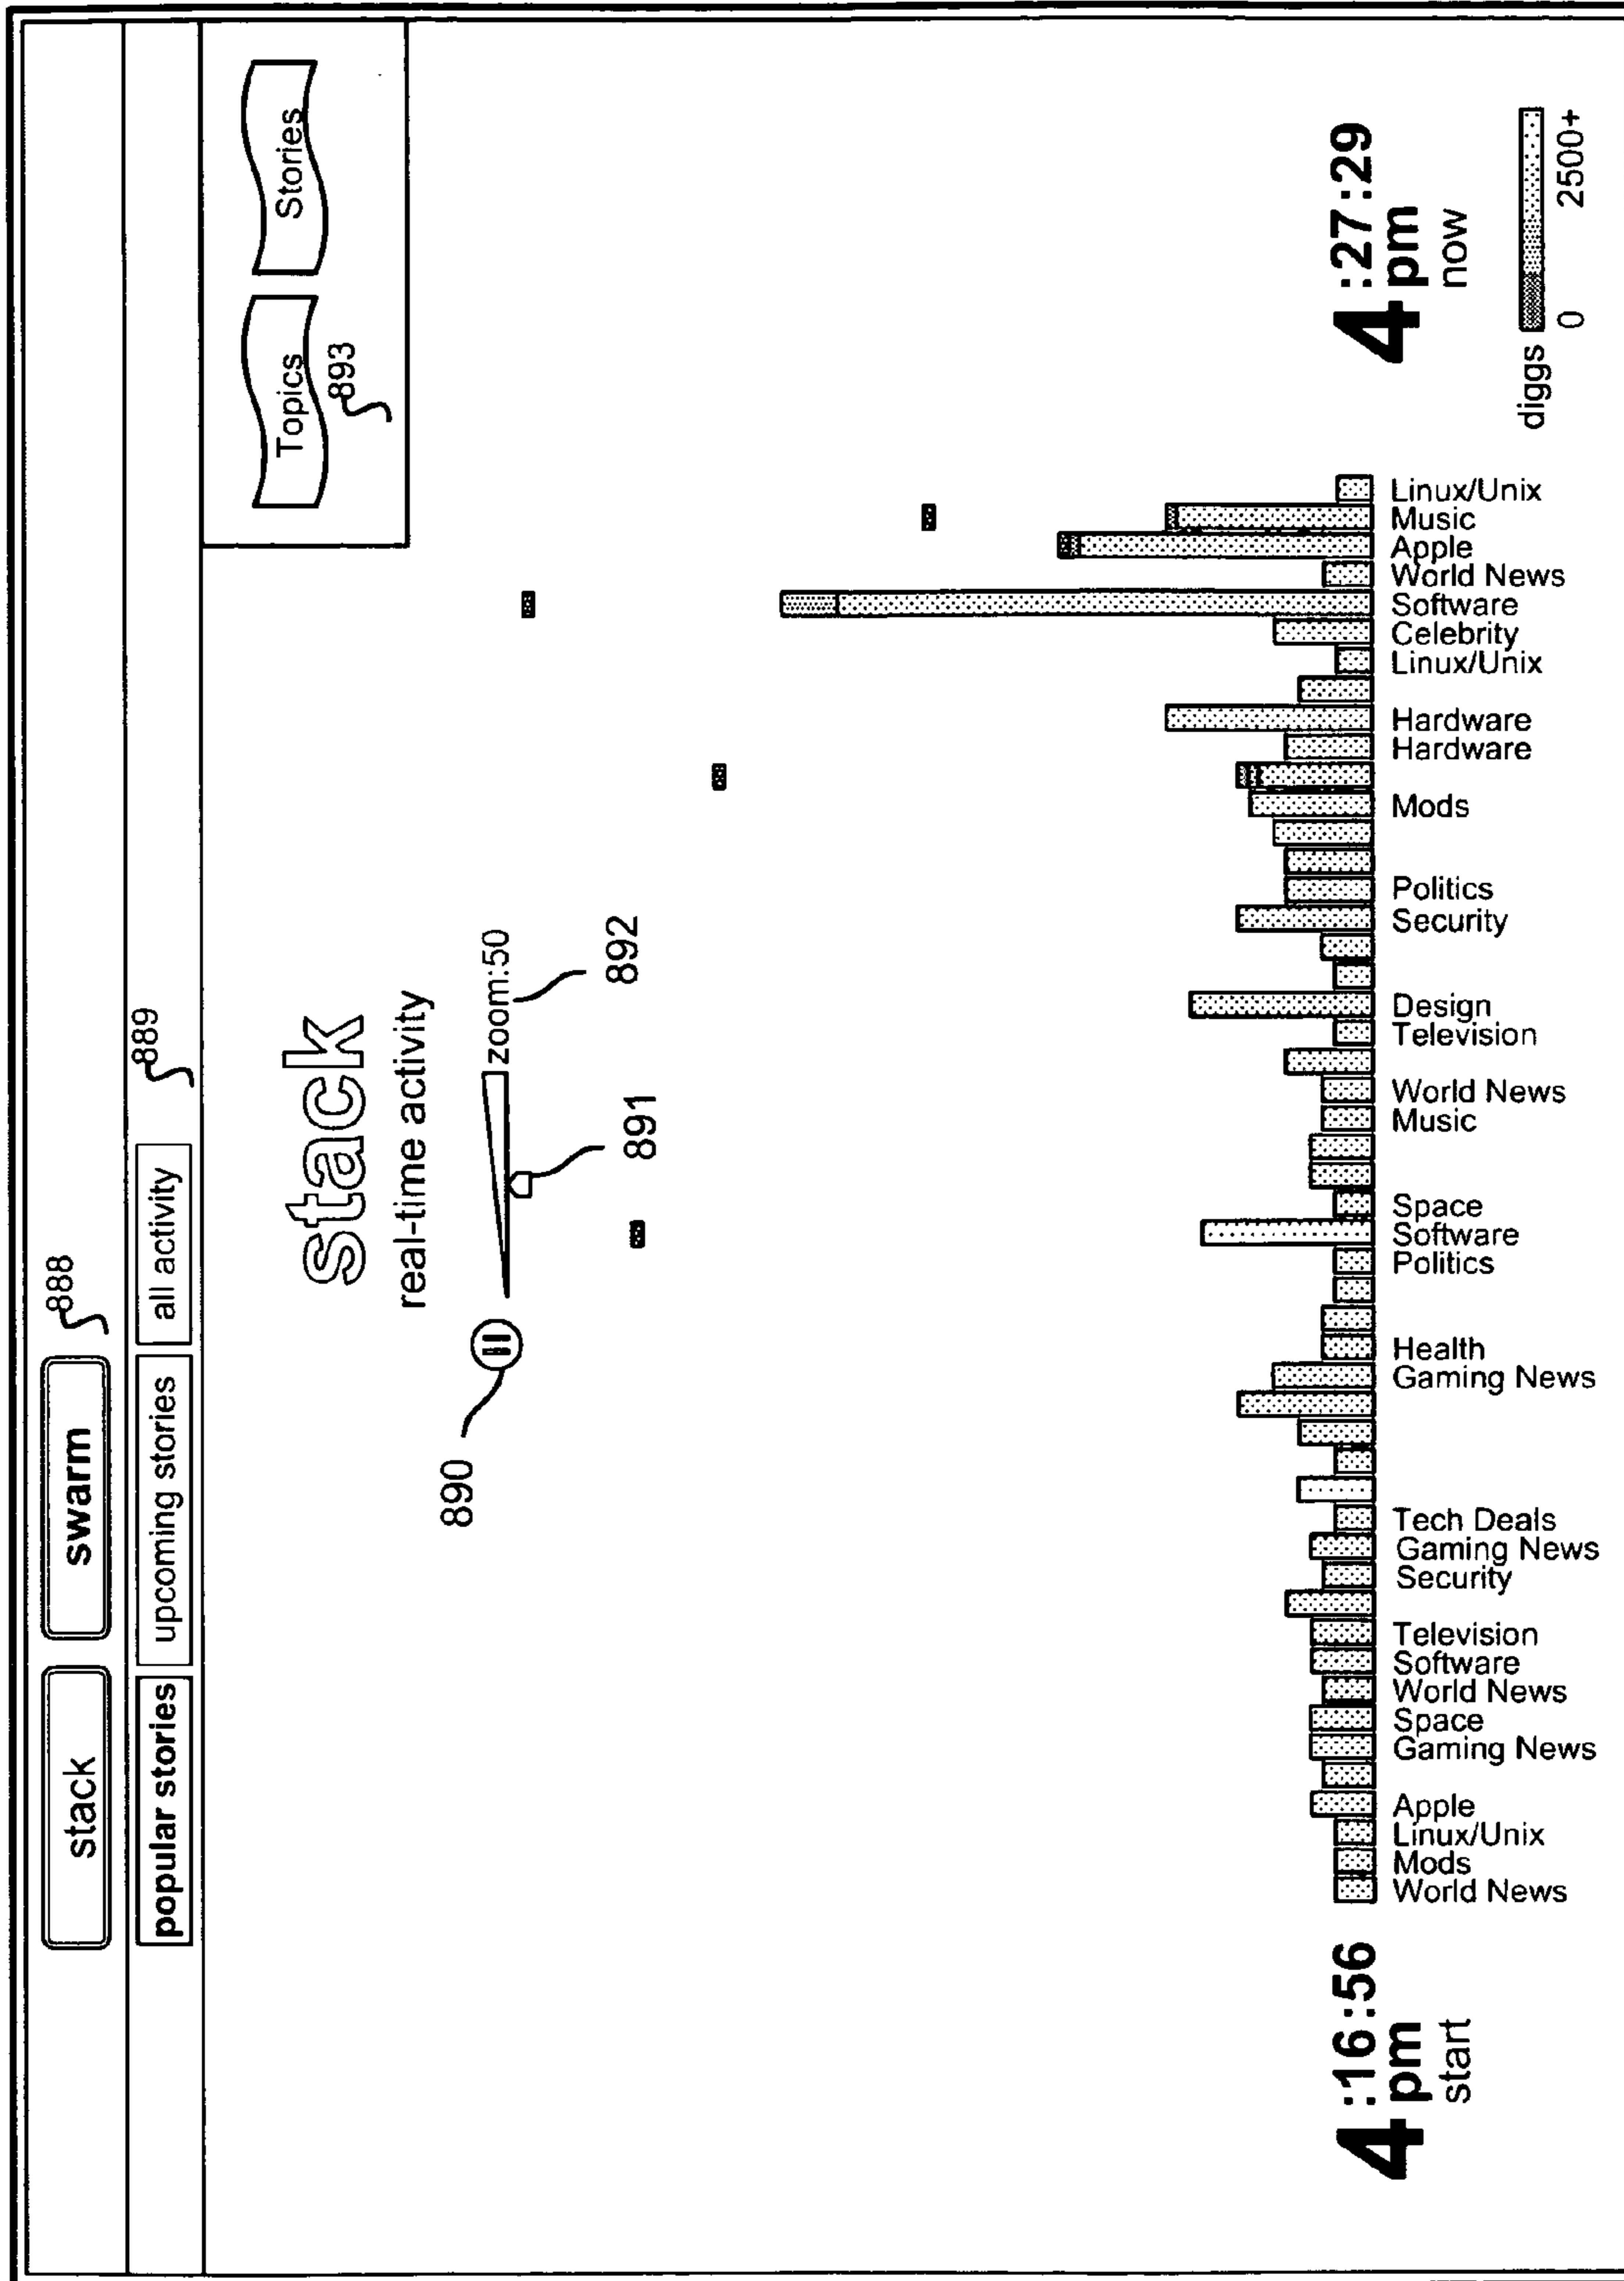 stack
swarm
888
popular stories
upcoming stories
all activity
889
Topics
Stories
893
stack
real-time activity
890
zoom:50
891
892
4 :16:56
pm
start
World News
Mods
Linux/Unix
Apple
Gaming News
Space
World News
Software
Television
Security
Gaming News
Tech Deals
Gaming News
Health
Politics
Software
Space
Music
World News
Television
Design
Security
Politics
Mods
Hardware
Hardware
Linux/Unix
Celebrity
Software
World News
Apple
Music
Linux/Unix
4 :27:29
pm
now
diggs
0
2500+